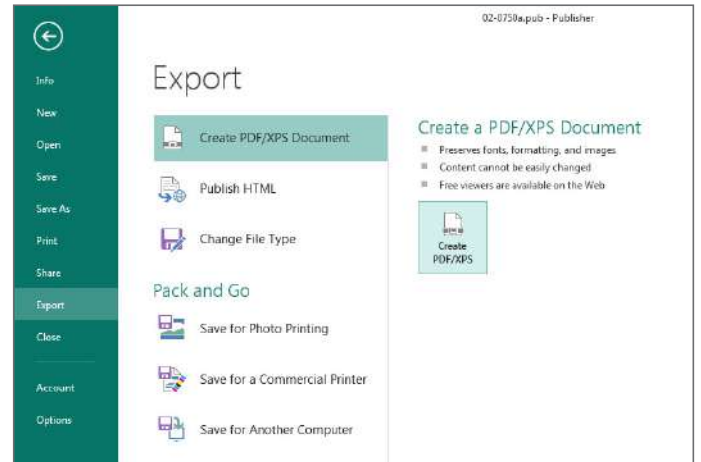 02-0750a.pub - Publisher
Info
New
Open
Save
Save As
Print
Share
Export
Close
Account
Options
Export
Create PDF/XPS Document
Publish HTML
Change File Type
Pack and Go
Save for Photo Printing
Save for a Commercial Printer
Save for Another Computer
Create a PDF/XPS Document
Preserves fonts, formatting, and images
Content cannot be easily changed
Free viewers are available on the Web
Create
PDF/XPS